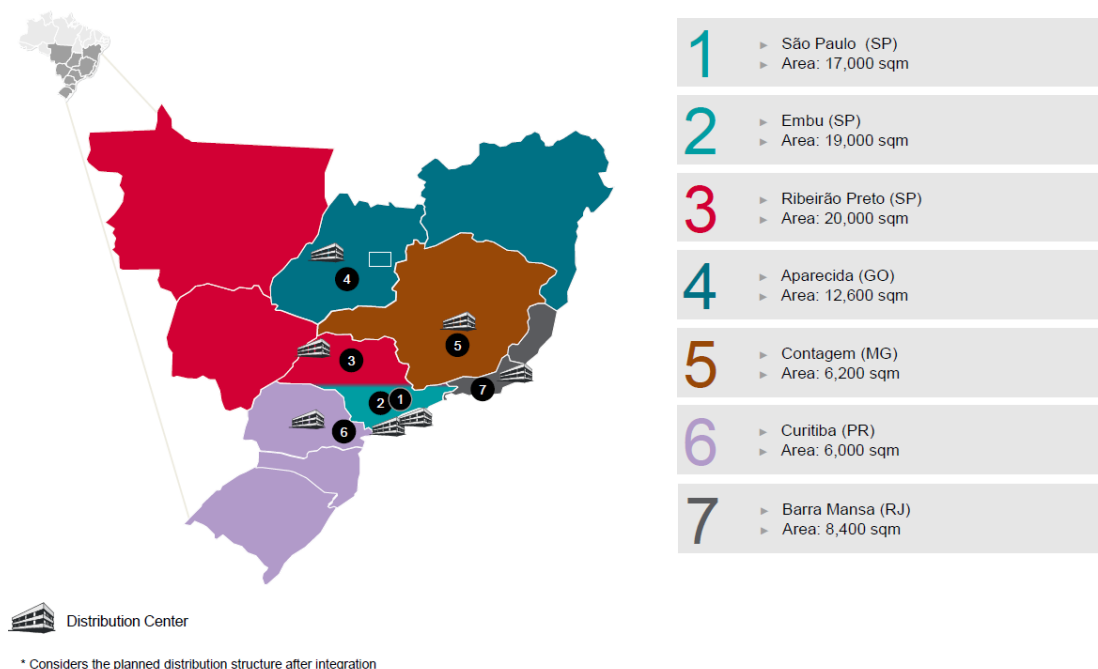 1
São Paulo (SP)
Area: 17,000 sqm
2
Embu (SP)
Area: 19,000 sqm
3
Ribeirão Preto (SP)
Area: 20,000 sqm
4
Aparecida (GO)
Area: 12,600 sqm
5
Contagem (MG)
Area: 6,200 sqm
6
Curitiba (PR)
Area: 6,000 sqm
7
Barra Mansa (RJ)
Area: 8,400 sqm
4
5
3
2 1
7
6
Distribution Center
* Considers the planned distribution structure after integration